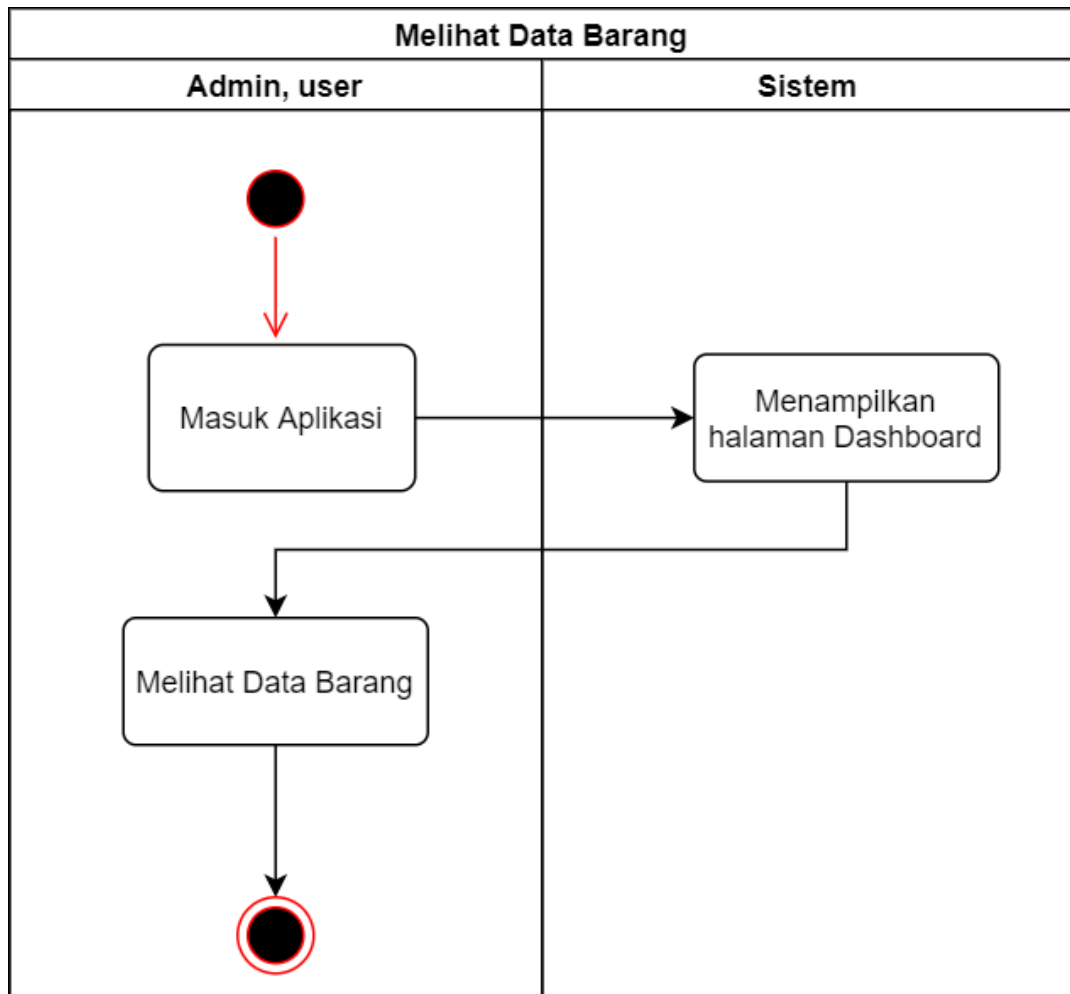 Melihat Data Barang
Admin, user
Sistem
Masuk Aplikasi
Menampilkan
halaman Dashboard
Melihat Data Barang